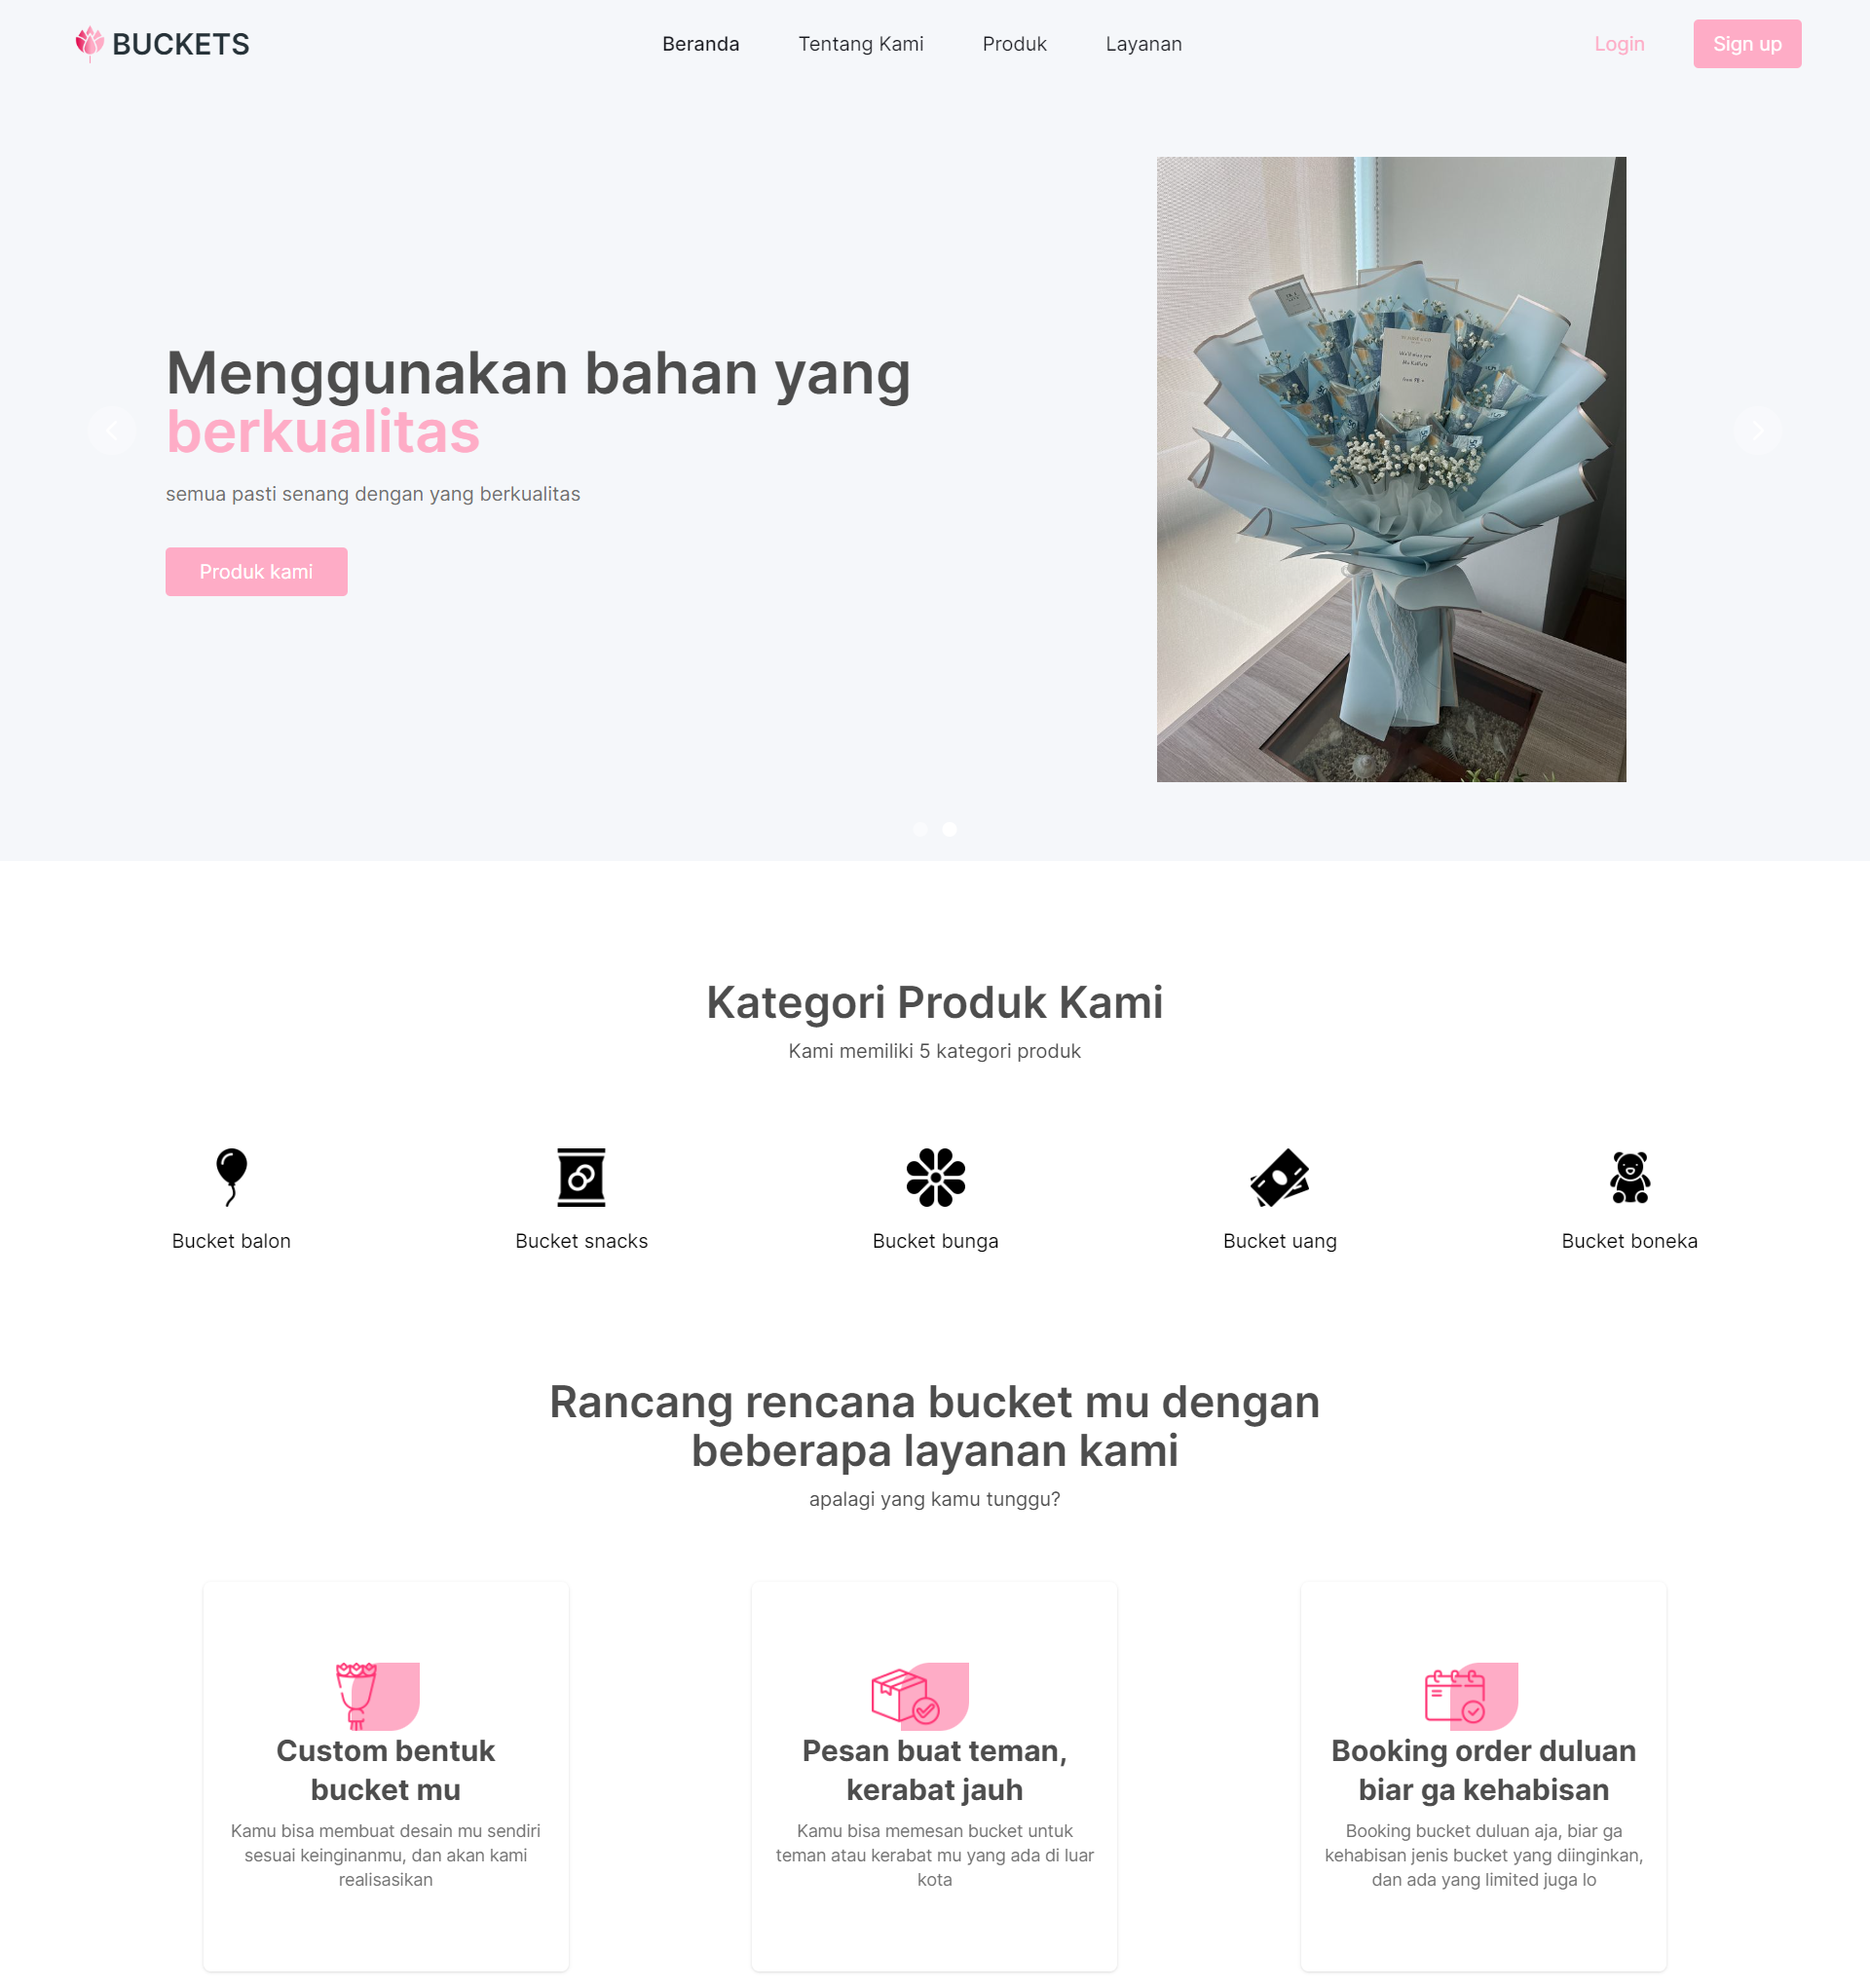 BUCKETS
Beranda
Tentang Kami
Produk
Layanan
Login
Sign up
Menggunakan bahan yang
berkualitas
semua pasti senang dengan yang berkualitas
Produk kami
Kategori Produk Kami
Kami memiliki 5 kategori produk
Bucket balon
Bucket snacks
Bucket bunga
Bucket uang
Bucket boneka
Rancang rencana bucket mu dengan
beberapa layanan kami
apalagi yang kamu tunggu?
Custom bentuk
bucket mu
Kamu bisa membuat desain mu sendiri
sesuai keinginanmu, dan akan kami
realisasikan
Pesan buat teman,
kerabat jauh
Kamu bisa memesan bucket untuk
teman atau kerabat mu yang ada di luar
kota
Booking order duluan
biar ga kehabisan
Booking bucket duluan aja, biar ga
kehabisan jenis bucket yang diinginkan,
dan ada yang limited juga lo